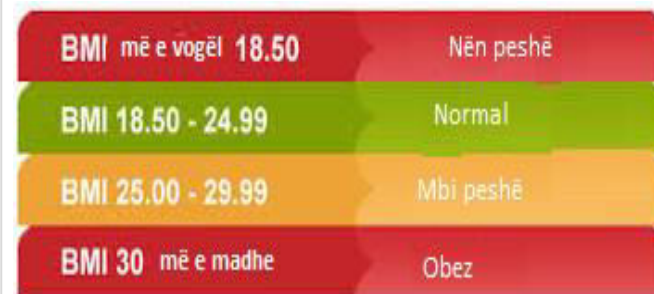 BMI më e vogël 18.50 Nën peshë
BMI 18.50 - 24.99 Normal
BMI 25.00 - 29.99 Mbi peshë
BMI 30 më e madhe Obez